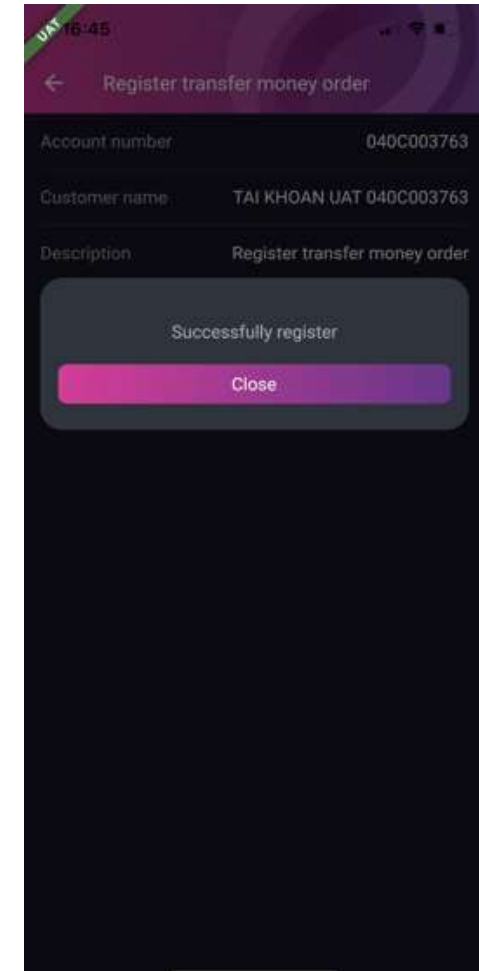 UAT
16:45
Register transfer money order
Account number 040C003763
Customer name TAI KHOAN UAT 040C003763
Description Register transfer money order
Successfully register
Close